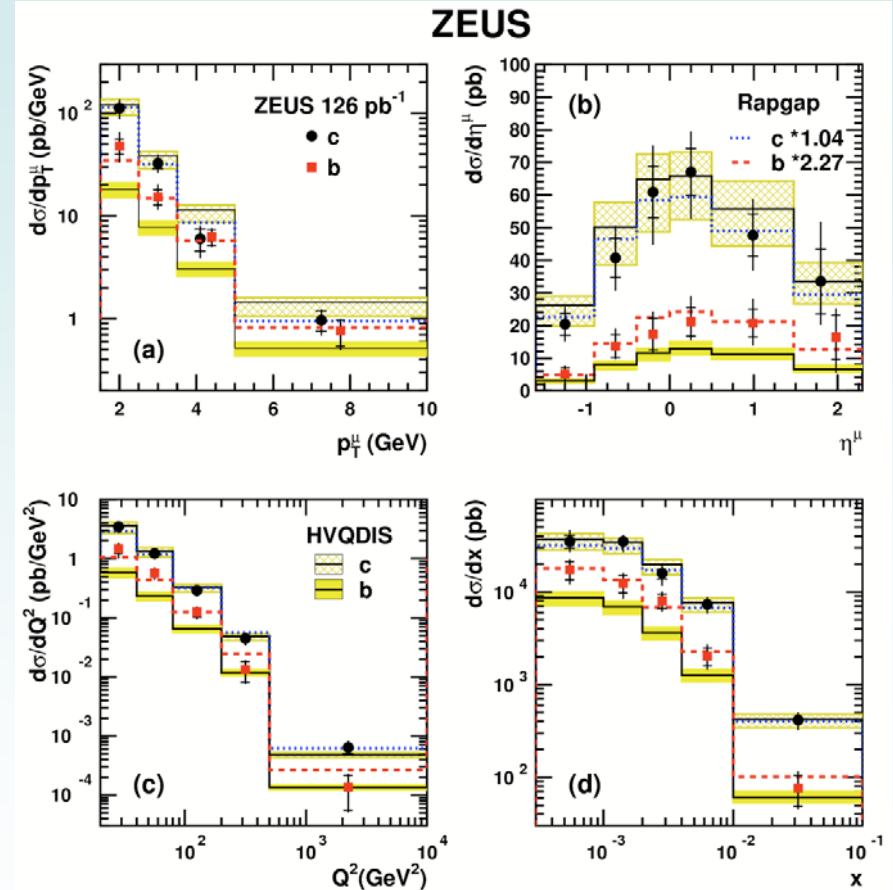 ZEUS
dσ/dp_T^μ (pb/GeV)
10^2
10
1
ZEUS 126 pb^-1
c
b
(a)
2 4 6 8 10
p_T^μ (GeV)
dσ/dη^μ (pb)
100
90
80
70
60
50
40
30
20
10
0
(b)
Rapgap
c *1.04
b *2.27
-1 0 1 2
η^μ
dσ/dQ^2 (pb/GeV^2)
10
1
10^-1
10^-2
10^-3
10^-4
HVQDIS
c
b
(c)
10^2 10^3 10^4
Q^2(GeV^2)
dσ/dx (pb)
10^4
10^3
10^2
(d)
10^-3 10^-2 10^-1
x